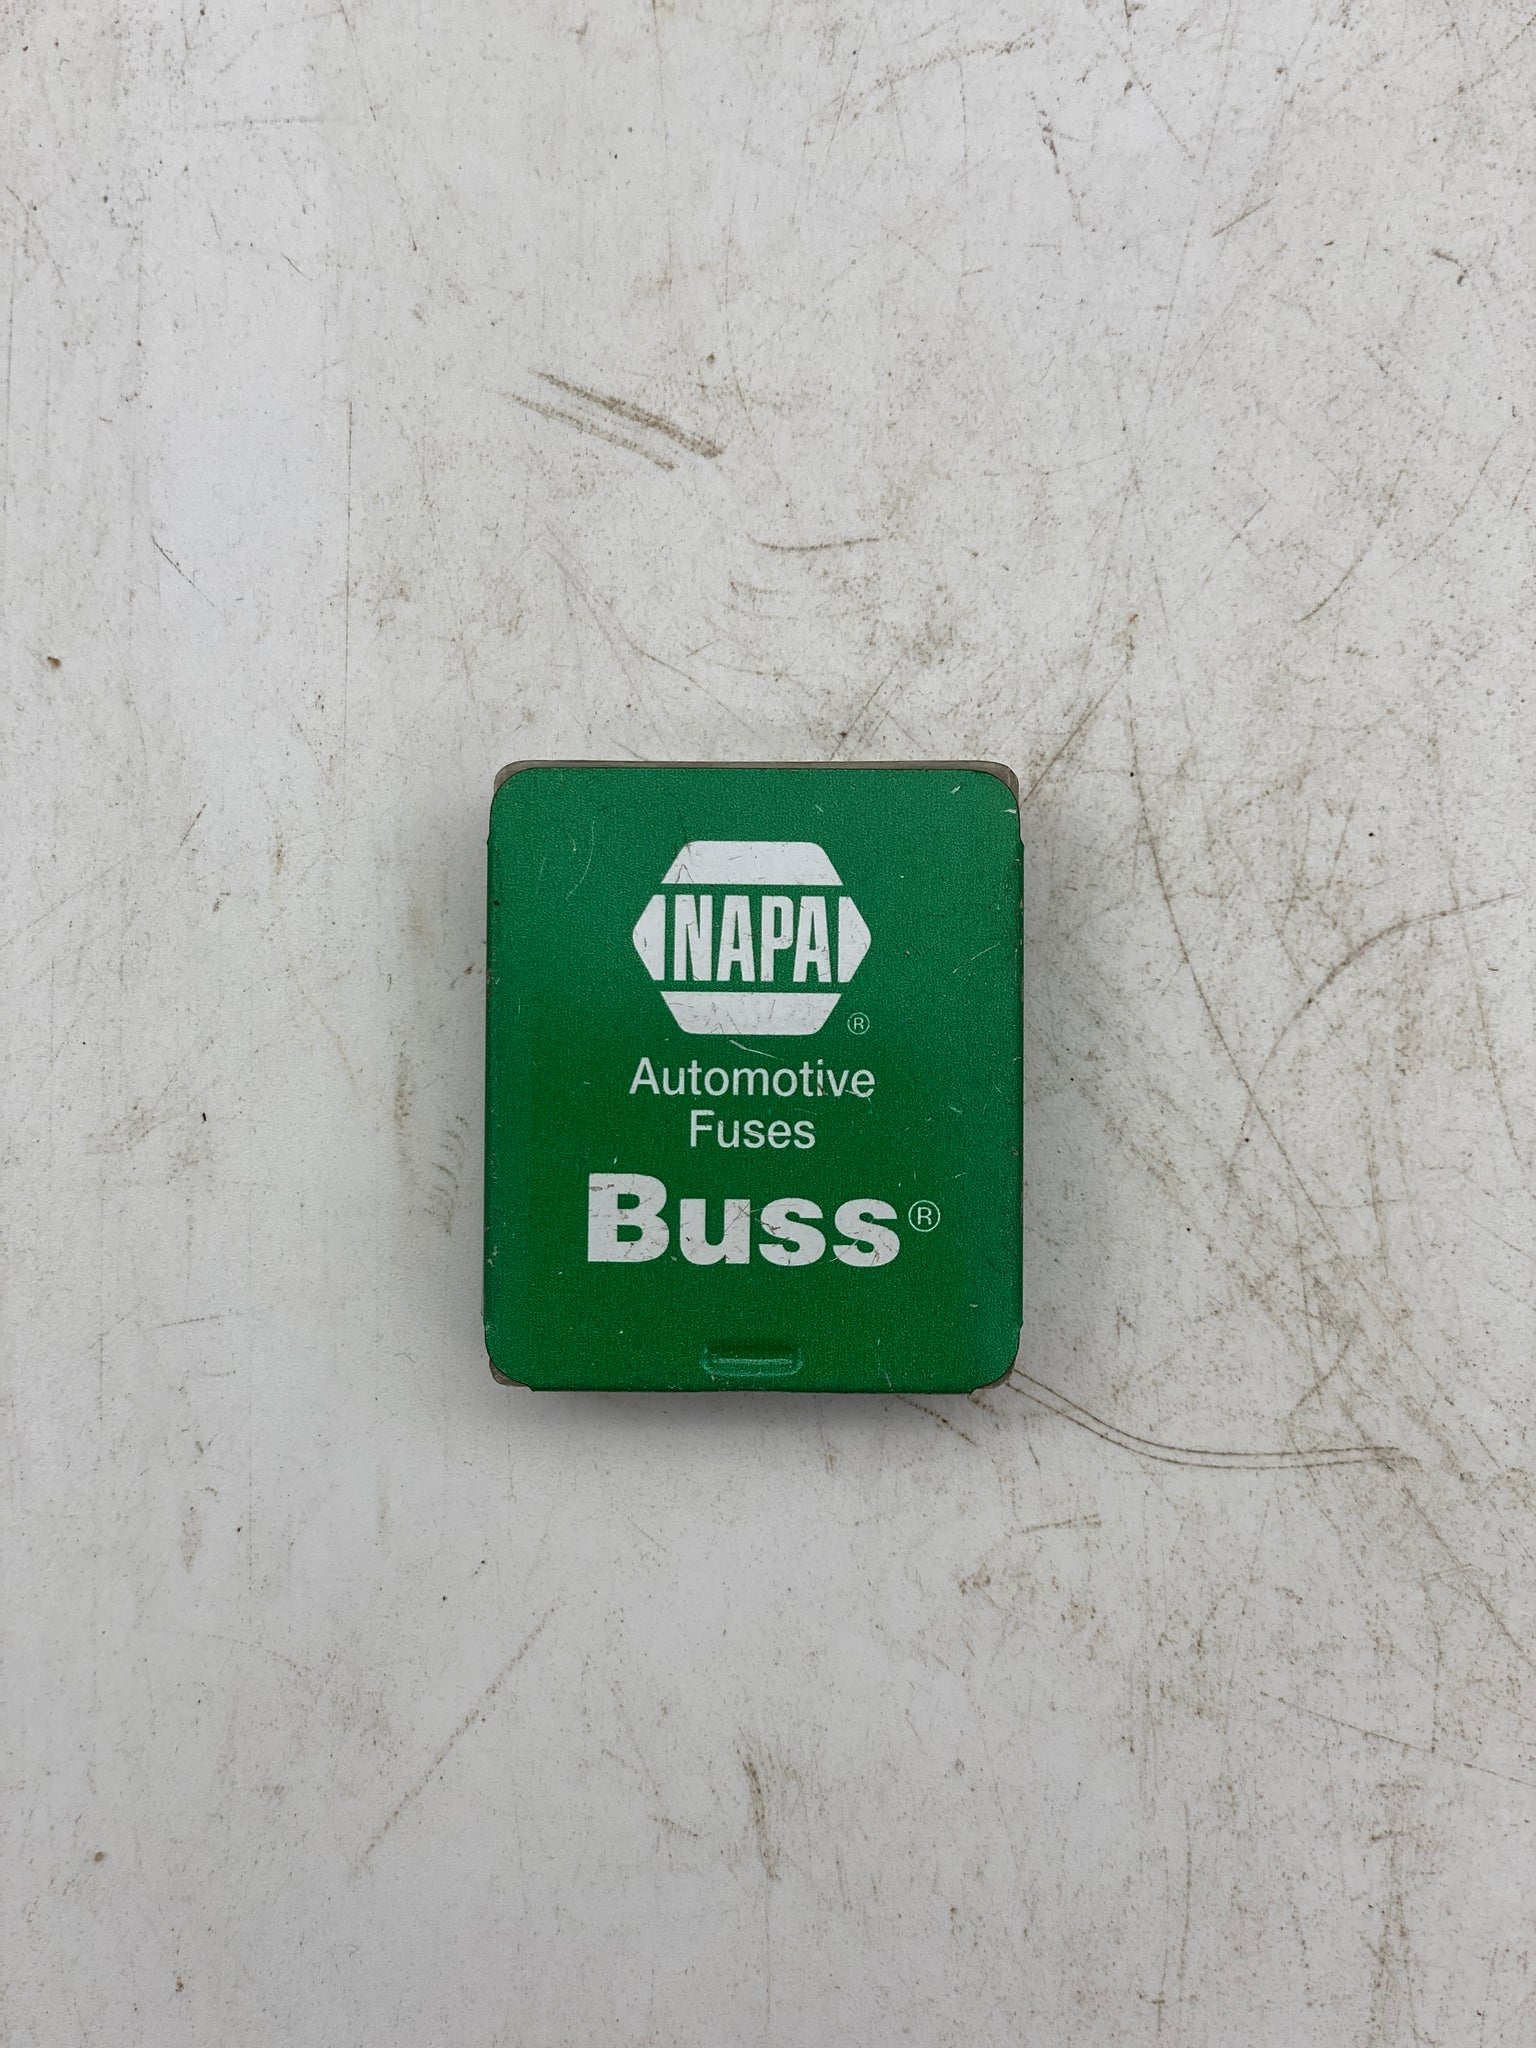 NAPA
®
Automotive
Fuses
Buss®